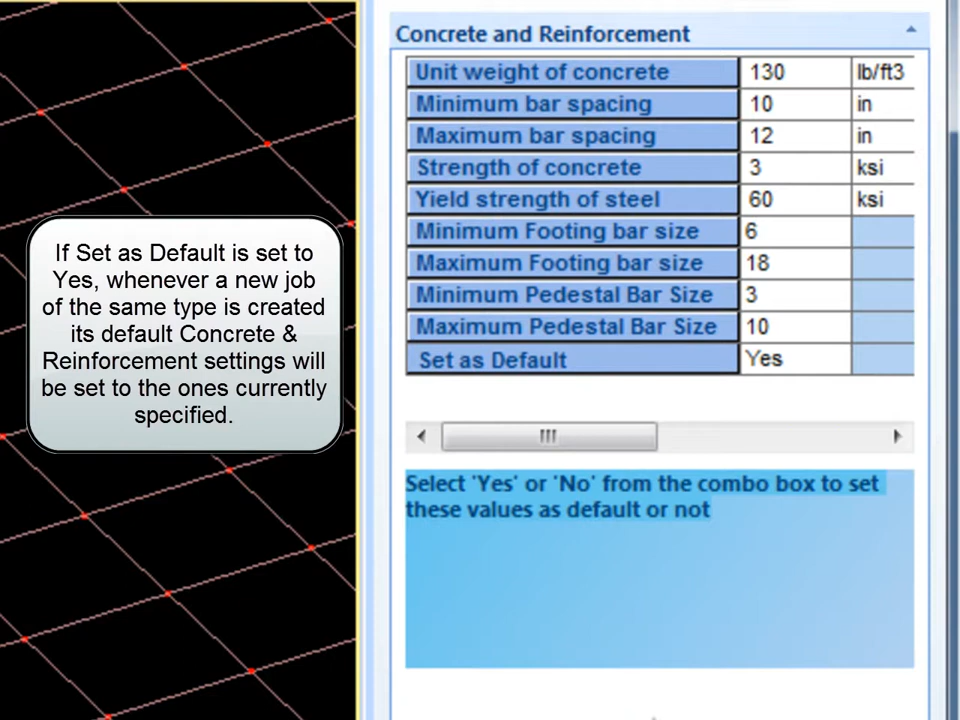 If Set as Default is set to
Yes, whenever a new job
of the same type is created
its default Concrete &
Reinforcement settings will
be set to the ones currently
specified.
Concrete and Reinforcement
Unit weight of concrete 130 lb/ft3
Minimum bar spacing 10 in
Maximum bar spacing 12 in
Strength of concrete 3 ksi
Yield strength of steel 60 ksi
Minimum Footing bar size 6
Maximum Footing bar size 18
Minimum Pedestal Bar Size 3
Maximum Pedestal Bar Size 10
Set as Default Yes
Select 'Yes' or 'No' from the combo box to set
these values as default or not